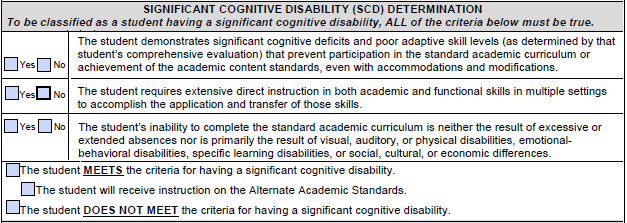 SIGNIFICANT COGNITIVE DISABILITY (SCD) DETERMINATION
To be classified as a student having a significant cognitive disability, ALL of the criteria below must be true.
The student demonstrates significant cognitive deficits and poor adaptive skill levels (as determined by that
Yes No student's comprehensive evaluation) that prevent participation in the standard academic curriculum or
achievement of the academic content standards, even with accommodations and modifications.
Yes No The student requires extensive direct instruction in both academic and functional skills in multiple settings
to accomplish the application and transfer of those skills.
Yes No The student's inability to complete the standard academic curriculum is neither the result of excessive or
extended absences nor is primarily the result of visual, auditory, or physical disabilities, emotional-
behavioral disabilities, specific learning disabilities, or social, cultural, or economic differences.
The student MEETS the criteria for having a significant cognitive disability.
The student will receive instruction on the Alternate Academic Standards.
The student DOES NOT MEET the criteria for having a significant cognitive disability.